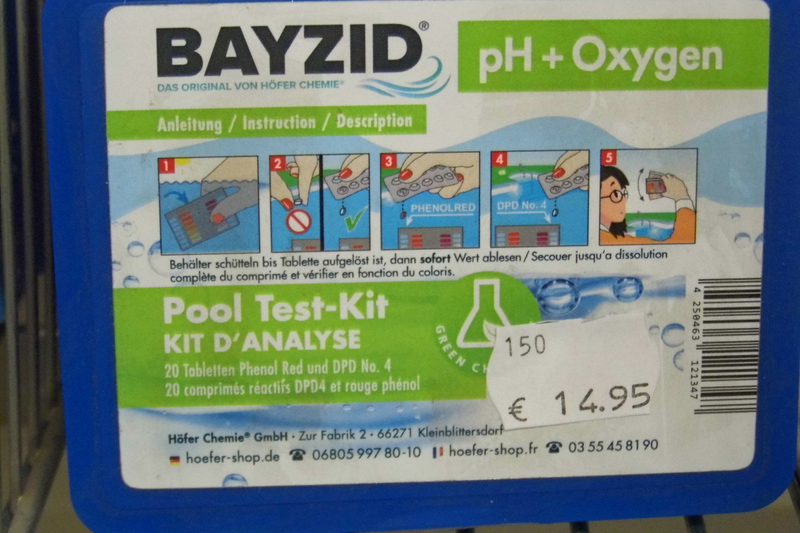 BAYZID®
DAS ORIGINAL VON HÖFER CHEMIE®
pH + Oxygen
Anleitung / Instruction / Description
1
2
3
4
5
PHENOLRED
DPD No. 4
Behälter schütteln bis Tablette aufgelöst ist, dann sofort Wert ablesen / Secouer jusqu'a dissolution
complète du comprimé et vérifier en fonction du coloris.
Pool Test-Kit
KIT D'ANALYSE
20 Tabletten Phenol Red und DPD No. 4
20 comprimés réactifs DPD4 et rouge phénol
GREEN
150
€ 14.95
4 250463 121347
Höfer Chemie® GmbH · Zur Fabrik 2 · 66271 Kleinblittersdorf
hoefer-shop.de ☎ 06805 997 80-10 hoefer-shop.fr ☎ 03 55 45 81 90